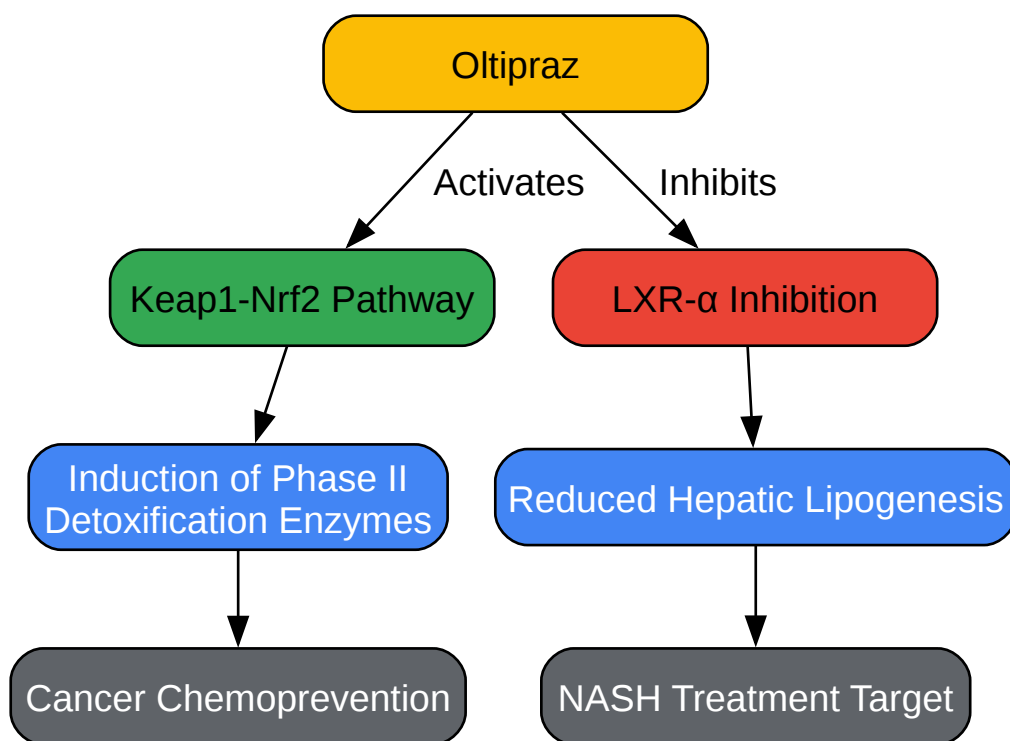 Oltipraz
Activates
Inhibits
Keap1-Nrf2 Pathway
LXR-α Inhibition
Induction of Phase II
Detoxification Enzymes
Reduced Hepatic Lipogenesis
Cancer Chemoprevention
NASH Treatment Target